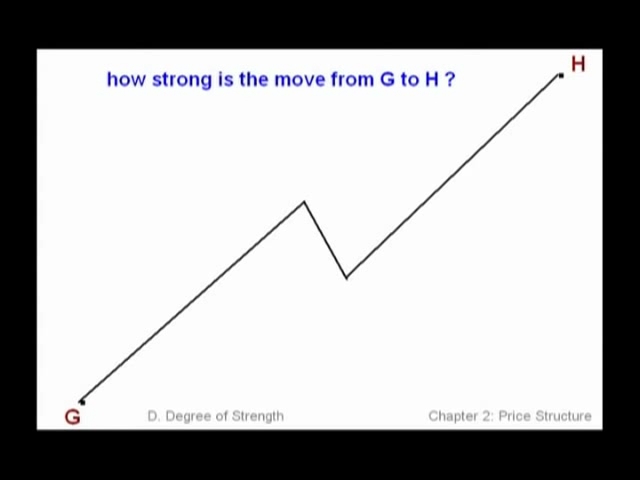 H
how strong is the move from G to H ?
G
D. Degree of Strength
Chapter 2: Price Structure